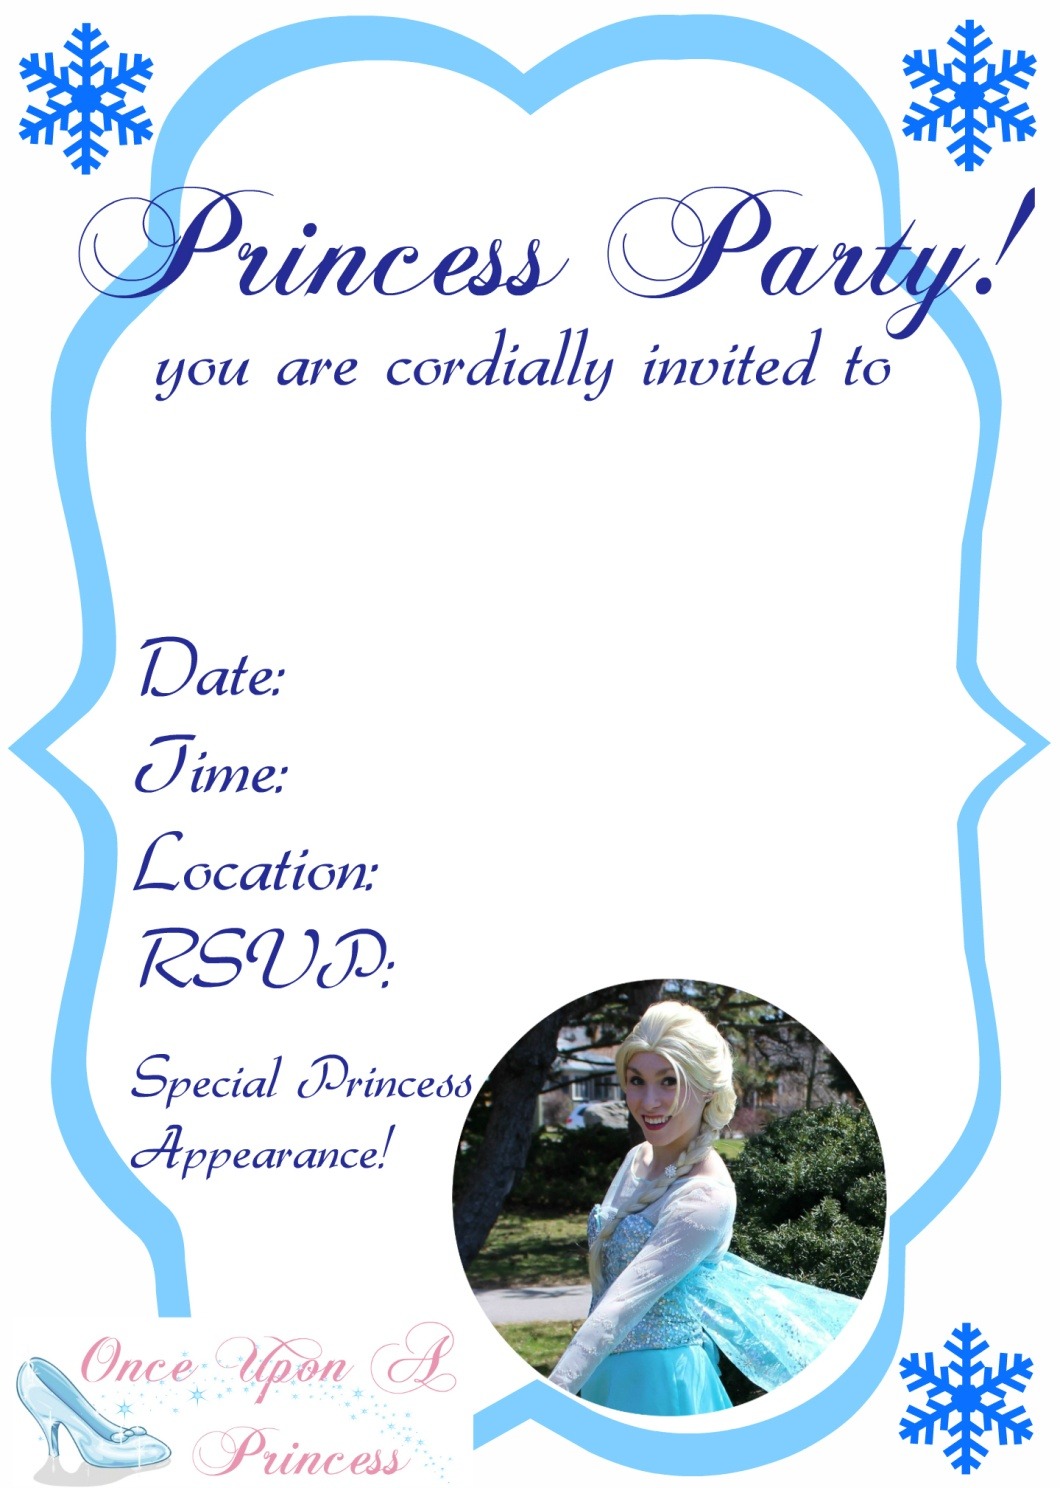 Princess Party!
you are cordially invited to
Date:
Time:
Location:
RSVP:
Special Princess
Appearance!
Once Upon A
Princess